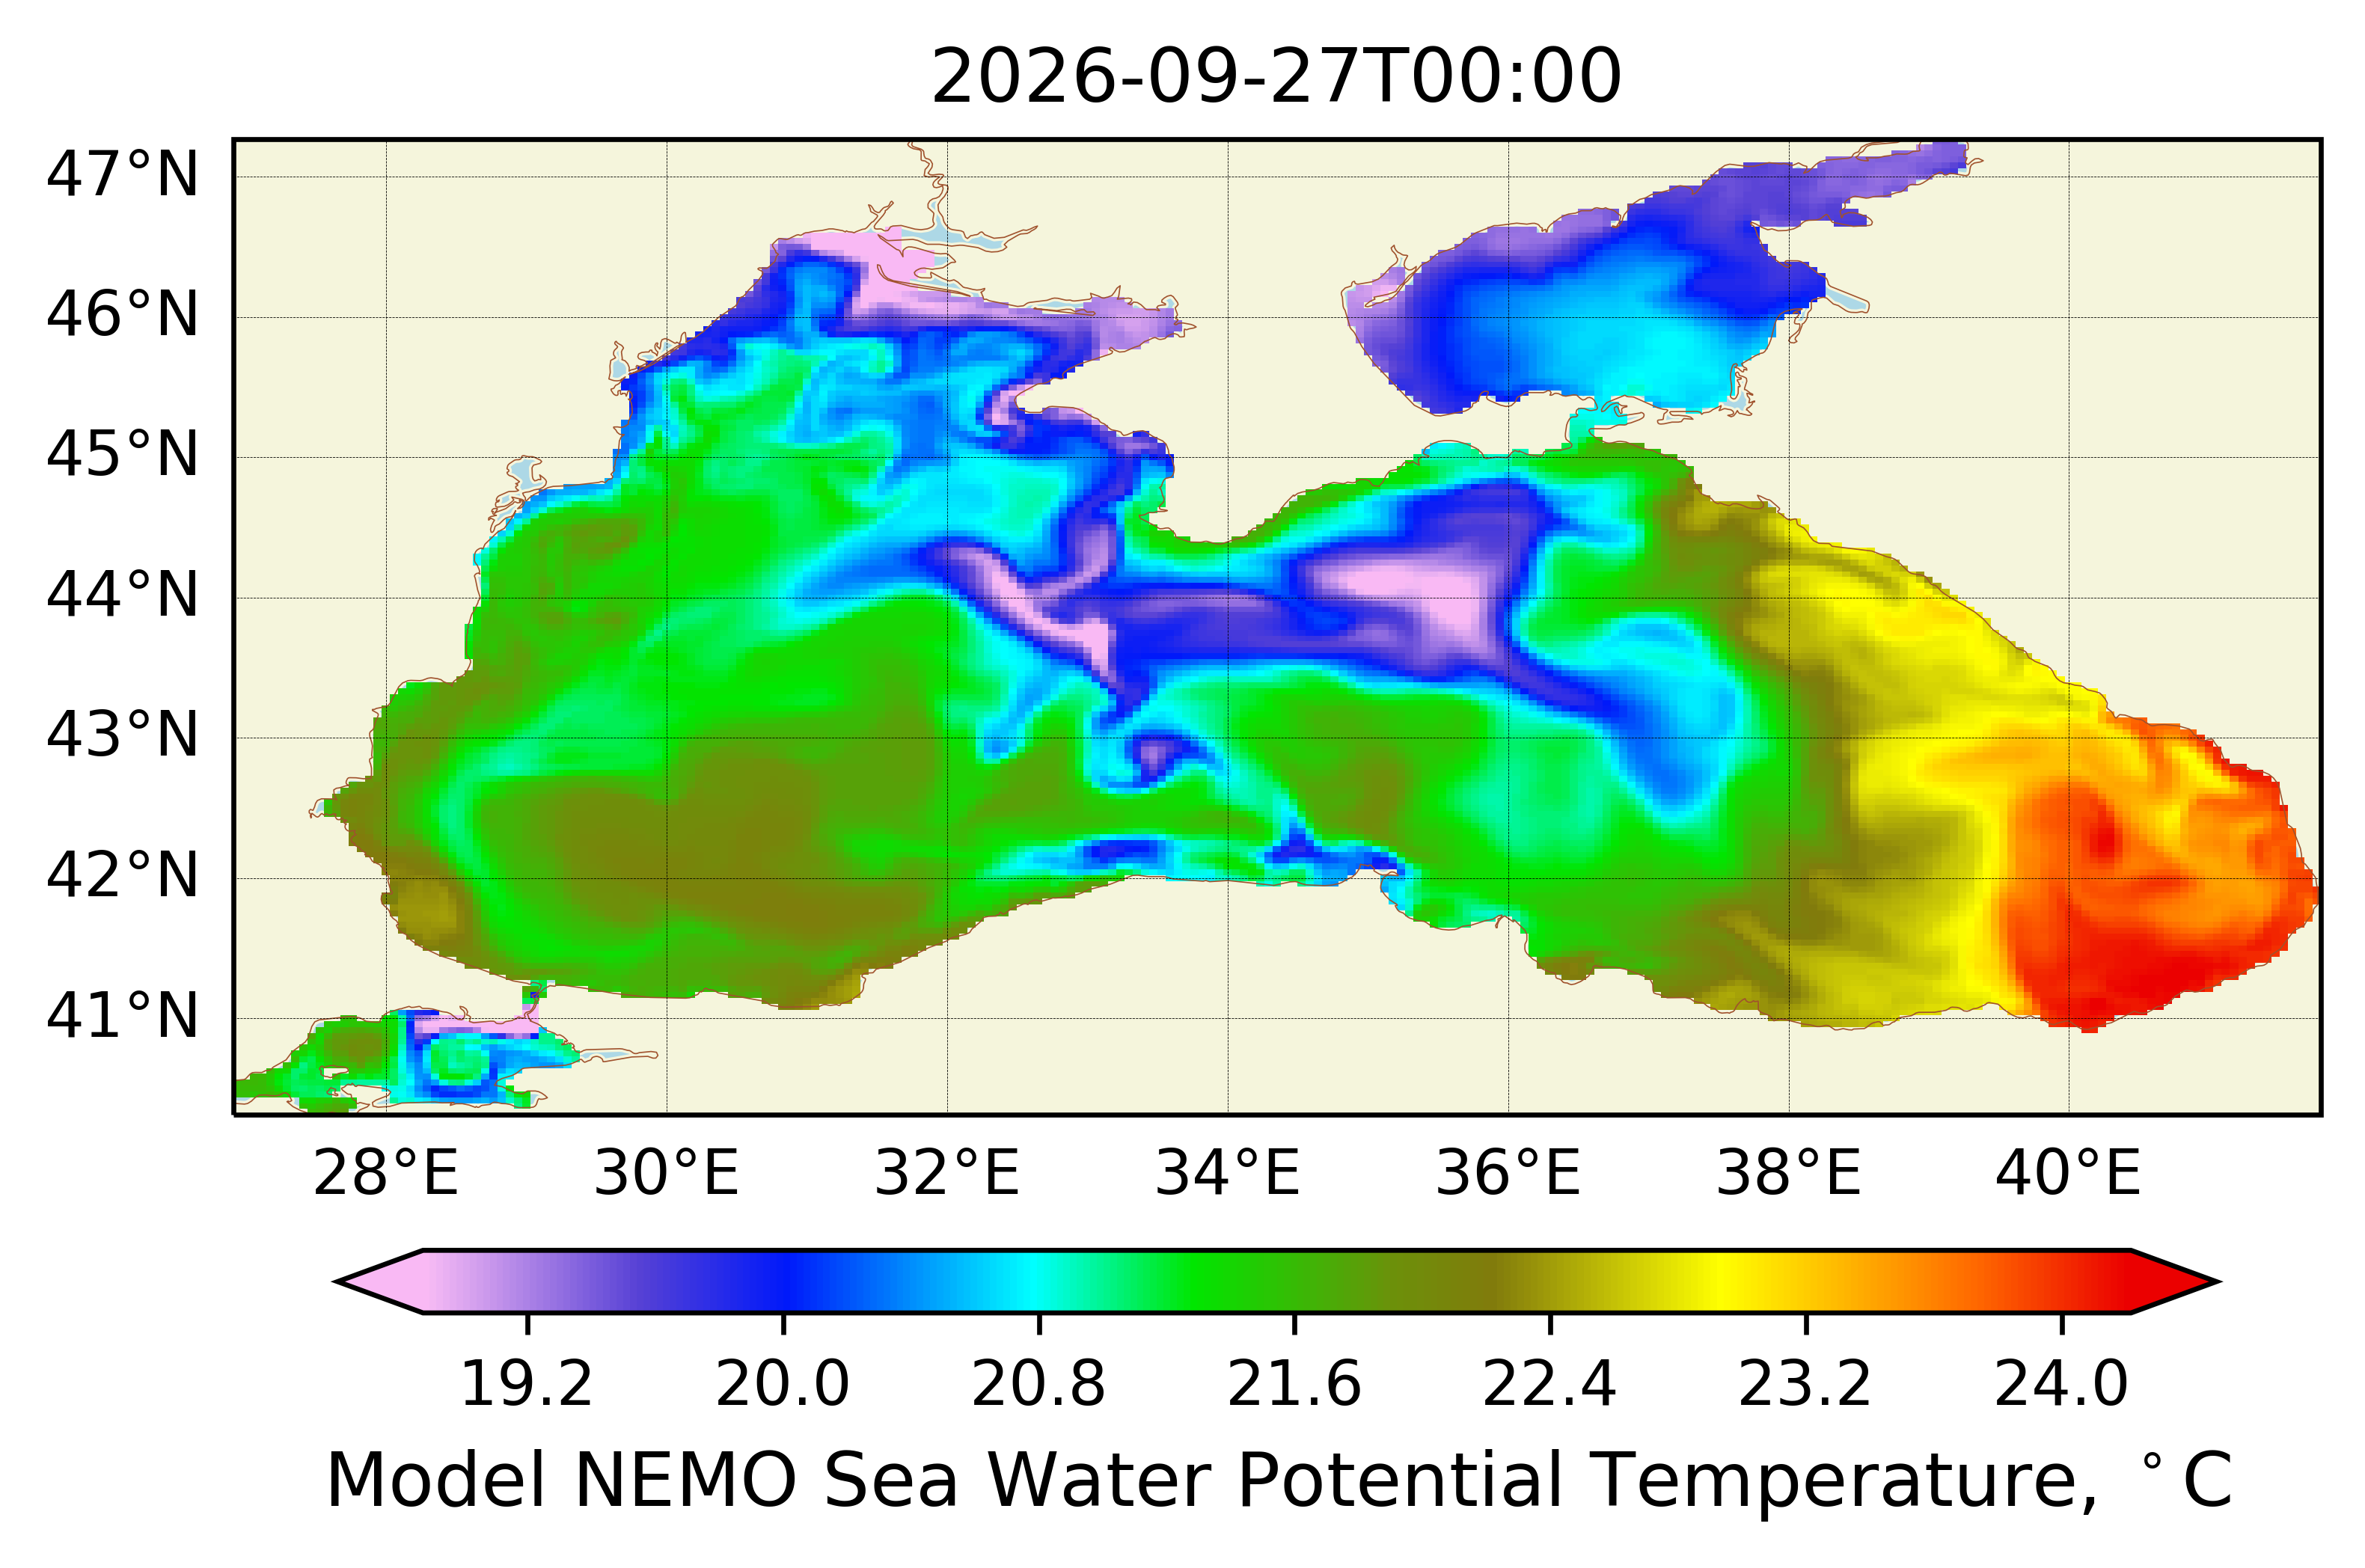 2026-09-27T00:00
47°N
46°N
45°N
44°N
43°N
42°N
41°N
28°E 30°E 32°E 34°E 36°E 38°E 40°E
19.2 20.0 20.8 21.6 22.4 23.2 24.0
Model NEMO Sea Water Potential Temperature, °C